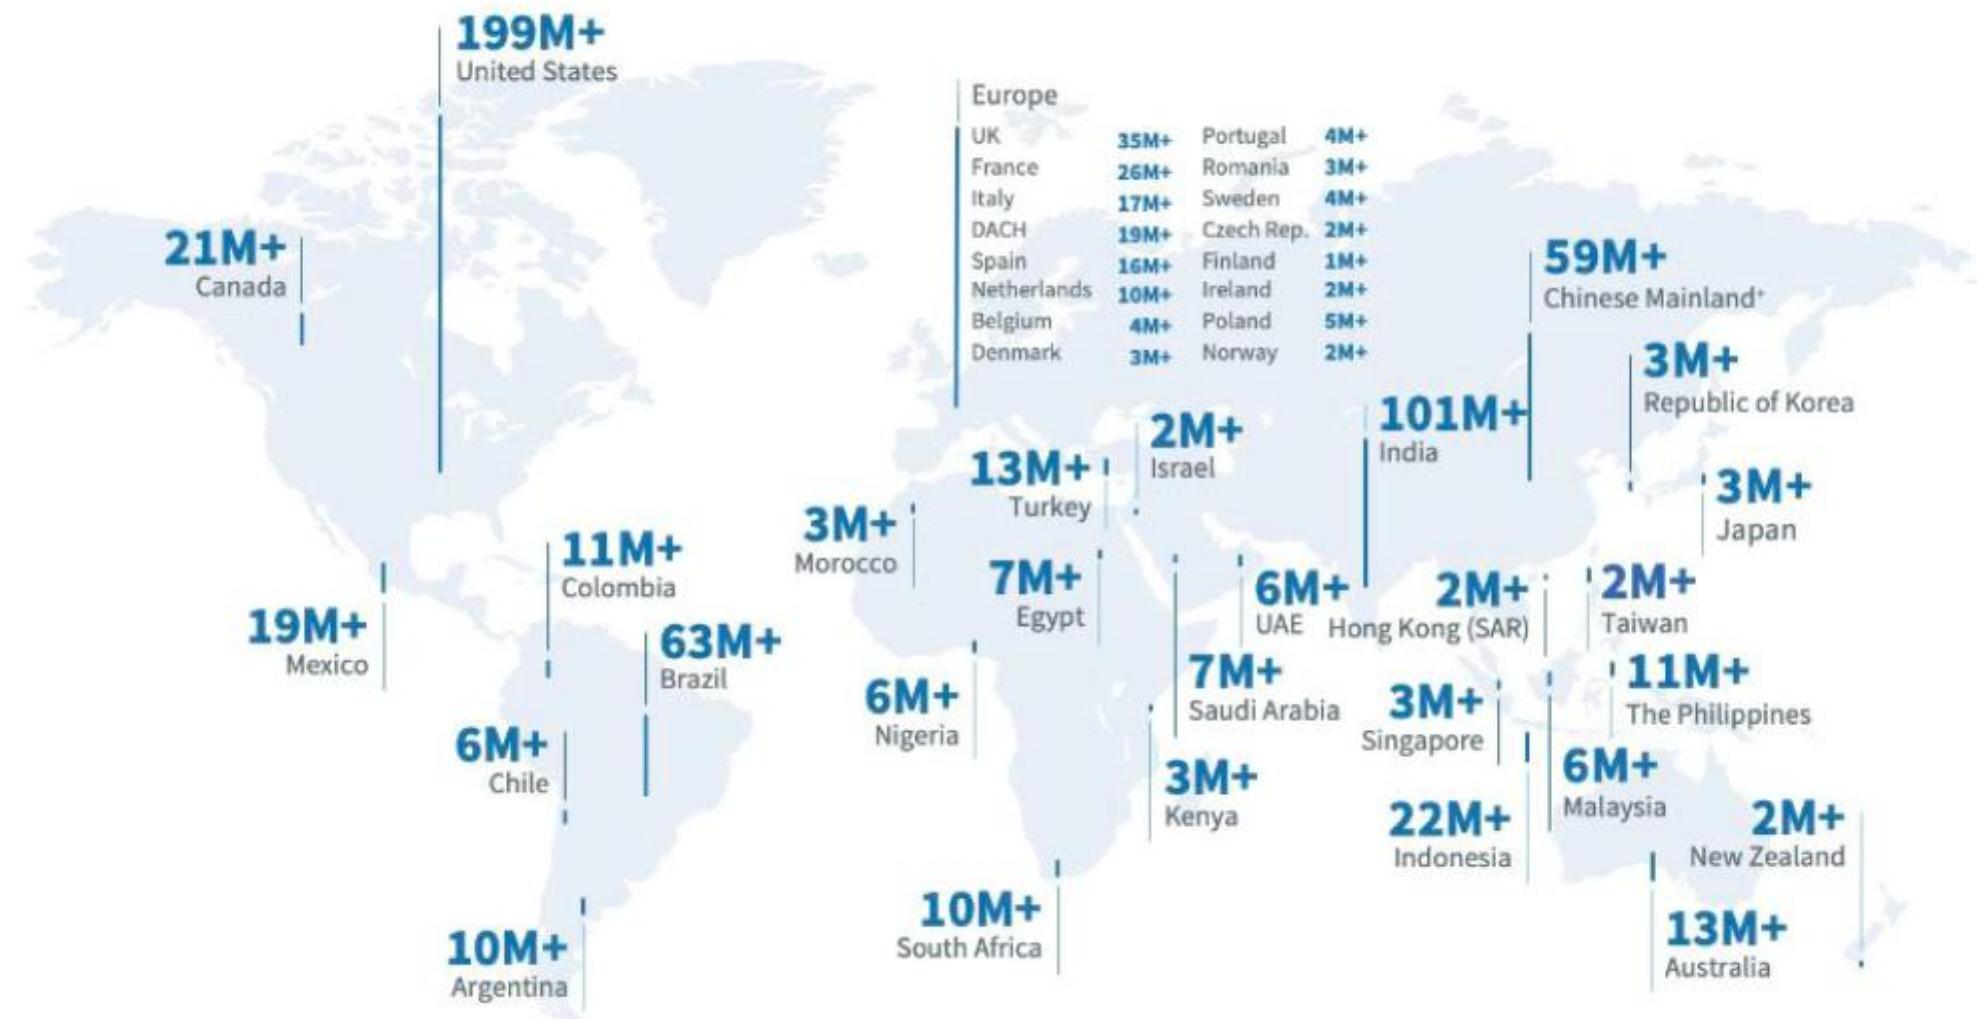 199M+
United States
21M+
Canada
19M+
Mexico
11M+
Colombia
63M+
Brazil
6M+
Chile
10M+
Argentina
Europe
UK 35M+ Portugal 4M+
France 26M+ Romania 3M+
Italy 17M+ Sweden 4M+
DACH 19M+ Czech Rep. 2M+
Spain 16M+ Finland 1M+
Netherlands 10M+ Ireland 2M+
Belgium 4M+ Poland 5M+
Denmark 3M+ Norway 2M+
2M+
Israel
13M+
Turkey
3M+
Morocco
7M+
Egypt
6M+
UAE
7M+
Saudi Arabia
6M+
Nigeria
3M+
Kenya
10M+
South Africa
59M+
Chinese Mainland⁺
3M+
Republic of Korea
101M+
India
3M+
Japan
2M+
Hong Kong (SAR)
2M+
Taiwan
11M+
The Philippines
3M+
Singapore
6M+
Malaysia
22M+
Indonesia
2M+
New Zealand
13M+
Australia